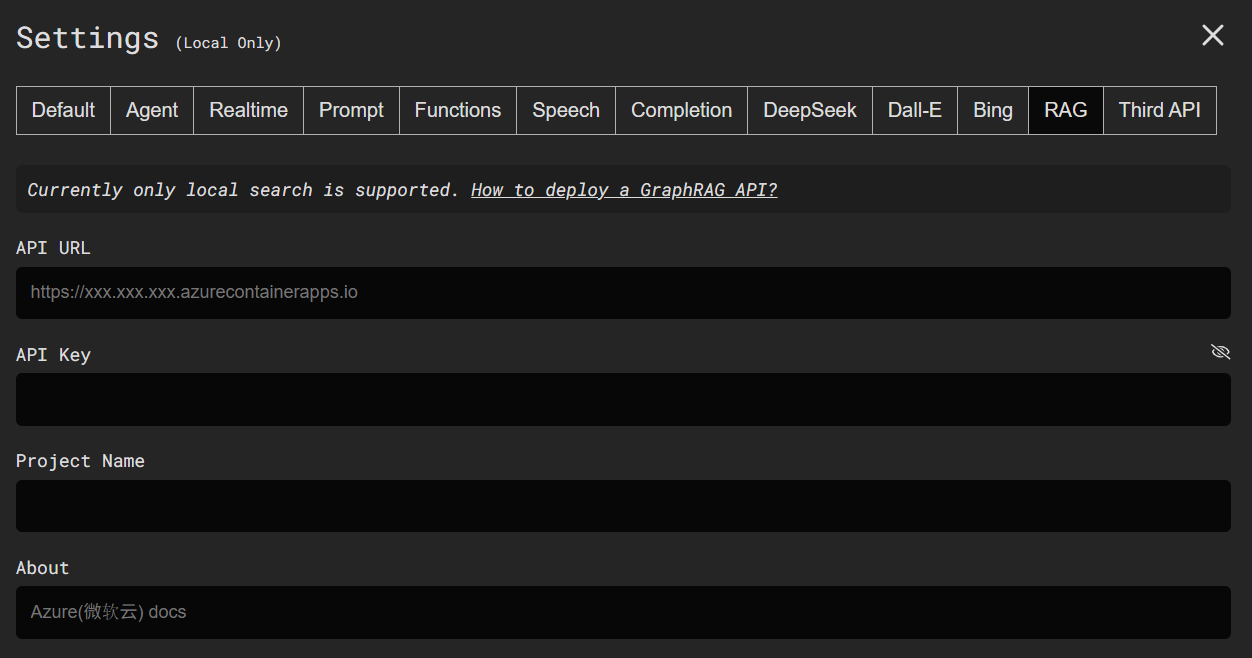 Settings (Local Only)
Default Agent Realtime Prompt Functions Speech Completion DeepSeek Dall-E Bing RAG Third API
Currently only local search is supported. How to deploy a GraphRAG API?
API URL
https://xxx.xxx.xxx.azurecontainerapps.io
API Key
Project Name
About
Azure(微软云) docs